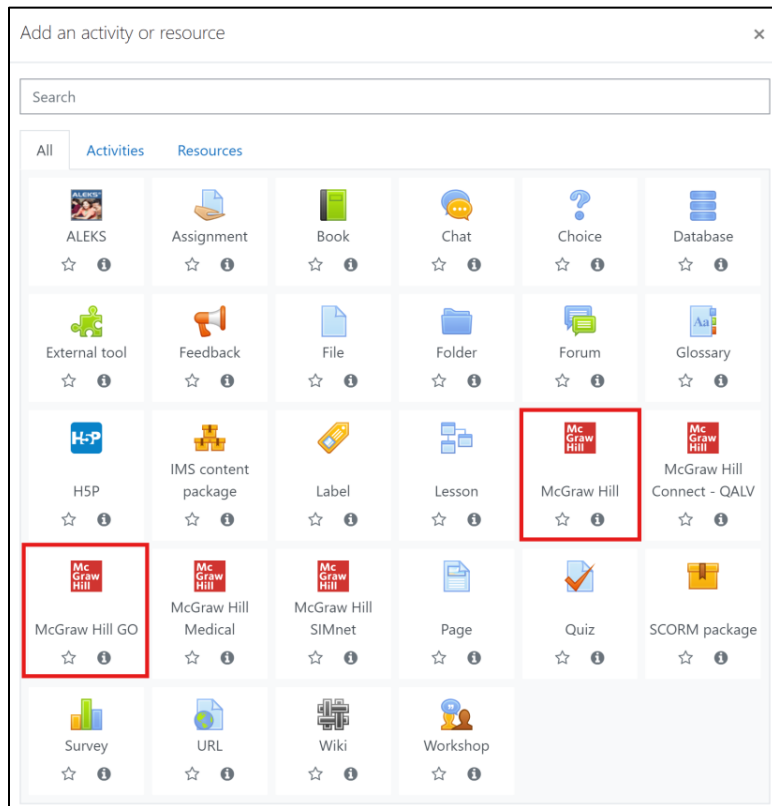 Add an activity or resource ×
Search
All Activities Resources
ALEKS
ALEKS Assignment Book Chat Choice Database
Aa
External tool Feedback File Folder Forum Glossary
H5P
Mc
Graw
Hill
Mc
Graw
Hill
H5P
IMS content
package
Label Lesson McGraw Hill
McGraw Hill
Connect - QALV
Mc
Graw
Hill
Mc
Graw
Hill
Mc
Graw
Hill
McGraw Hill GO
McGraw Hill
Medical
McGraw Hill
SIMnet
Page Quiz SCORM package
Survey URL Wiki Workshop